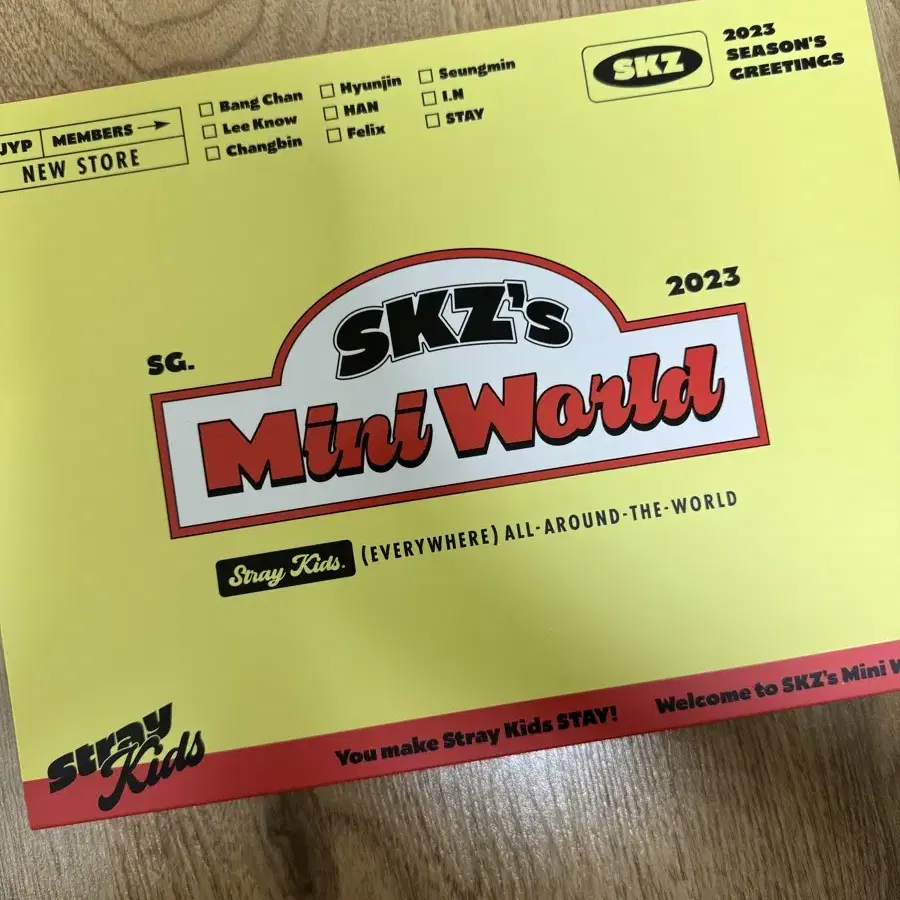 JYP MEMBERS
NEW STORE
Bang Chan
Lee Know
Changbin
Hyunjin
HAN
Felix
Seungmin
I.N
STAY
SKZ
2023
SEASON'S
GREETINGS
2023
SKZ's
SG.
Mini World
Stray Kids. (EVERYWHERE) ALL-AROUND-THE-WORLD
Stray
Kids
You make Stray Kids STAY! Welcome to SKZ's Mini